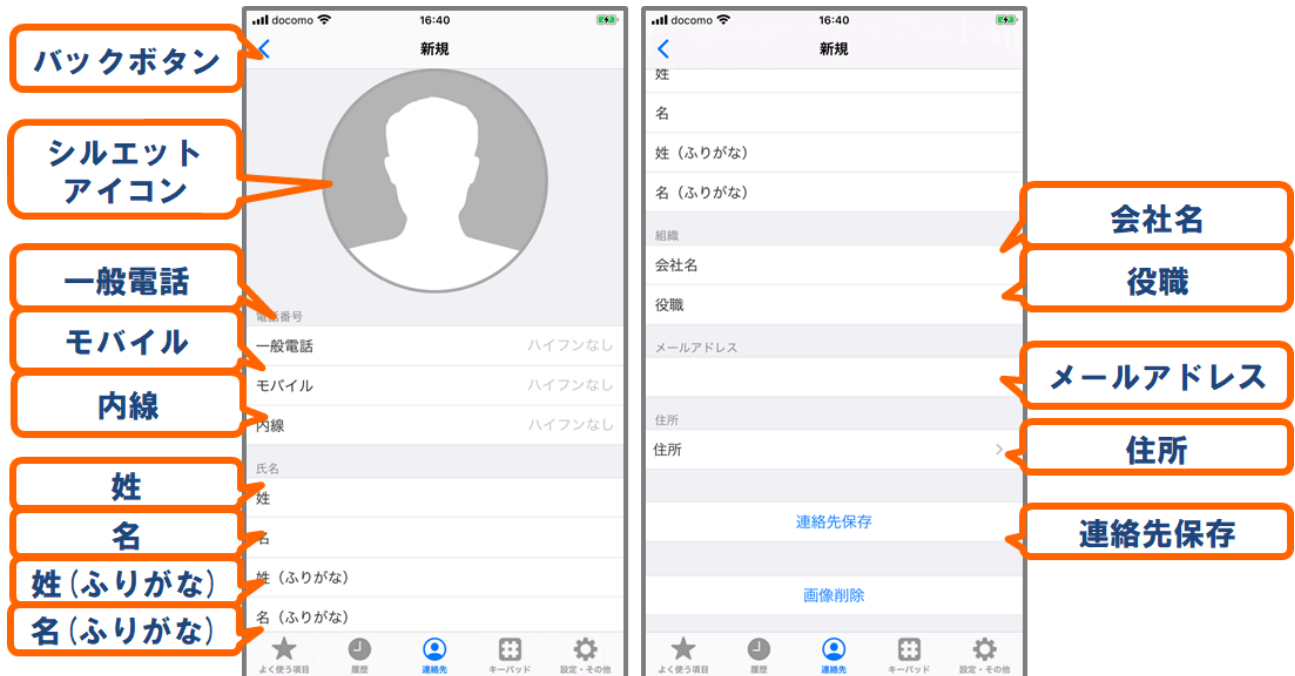 バックボタン
シルエット
アイコン
一般電話
モバイル
内線
姓
名
姓(ふりがな)
名(ふりがな)
docomo
16:40
新規
電話番号
一般電話
ハイフンなし
モバイル
ハイフンなし
内線
ハイフンなし
氏名
姓
名
姓（ふりがな）
名（ふりがな）
よく使う項目
履歴
連絡先
キーパッド
設定・その他
docomo
16:40
新規
姓
名
姓（ふりがな）
名（ふりがな）
組織
会社名
役職
メールアドレス
住所
住所
連絡先保存
画像削除
よく使う項目
履歴
連絡先
キーパッド
設定・その他
会社名
役職
メールアドレス
住所
連絡先保存